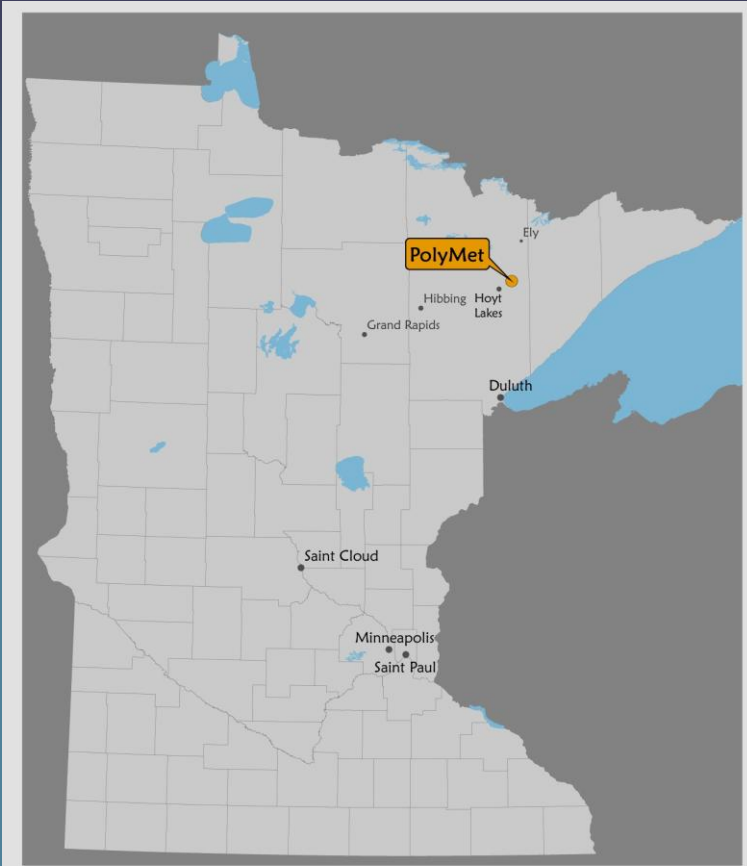 Ely
PolyMet
Hoyt
Lakes
Hibbing
Grand Rapids
Duluth
Saint Cloud
Minneapolis
Saint Paul